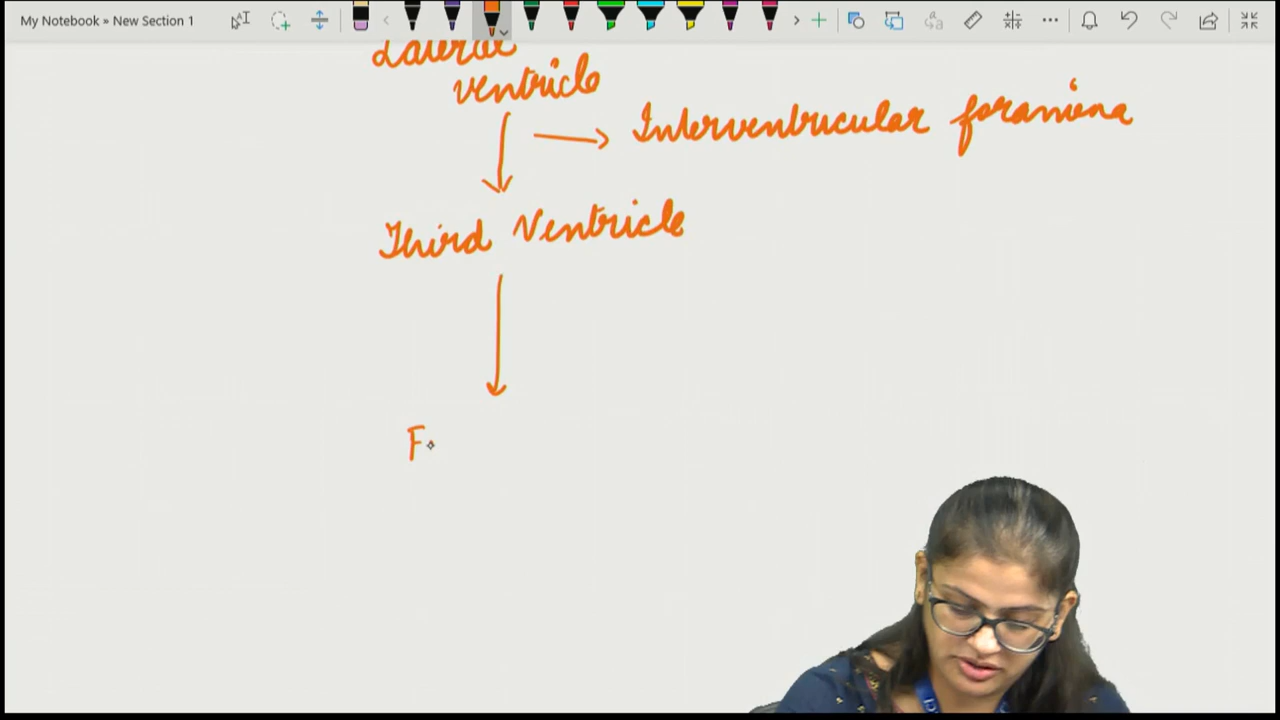 My Notebook » New Section 1
Lateral
ventricle
Interventricular foramina
Third Ventricle
F